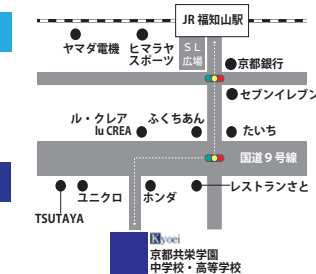 JR 福知山駅
ヤマダ電機
ヒマラヤ
スポーツ
SL
広場
京都銀行
セブンイレブン
ル・クレア
lu CREA
ふくちあん
たいち
国道9号線
TSUTAYA
ユニクロ
ホンダ
レストランさと
Kyoei
京都共栄学園
中学校・高等学校